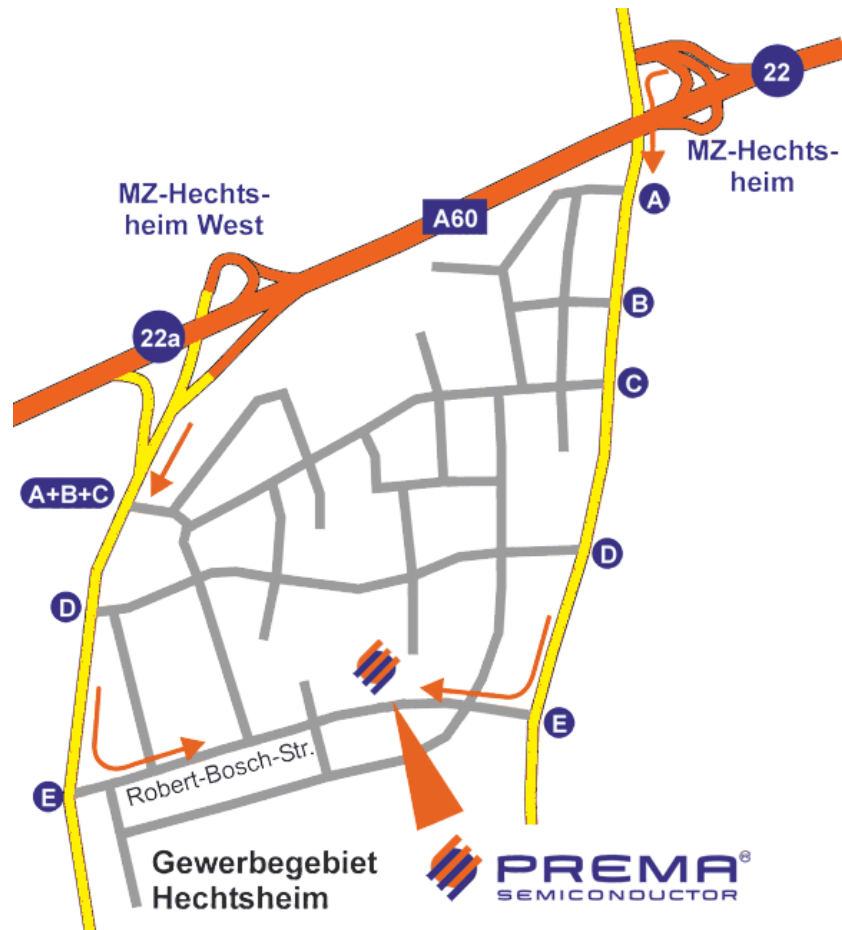 22
MZ-Hechts-
heim
MZ-Hechts-
heim West
A60
A
B
22a
C
A+B+C
D
D
E
Robert-Bosch-Str.
E
Gewerbegebiet
Hechtsheim
PREMA®
SEMICONDUCTOR